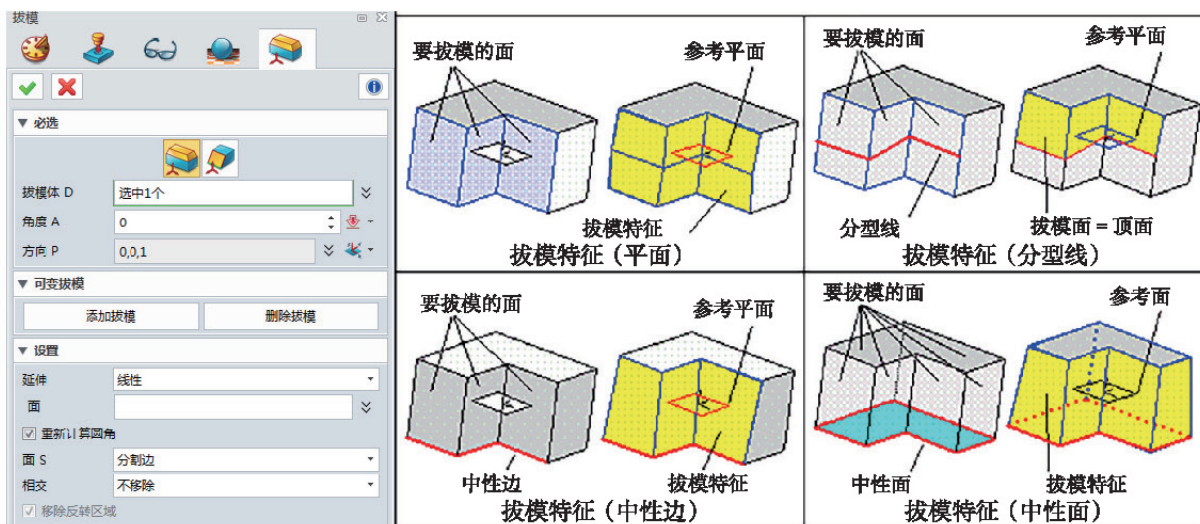 拔模
▼ 必选
拔模体 D 选中1个
角度 A 0
方向 P 0,0,1
▼ 可变拔模
添加拔模 删除拔模
▼ 设置
延伸 线性
面
重新计算圆角
面 S 分割边
相交 不移除
移除反转区域
要拔模的面 参考平面
拔模特征
拔模特征（平面）
要拔模的面 参考平面
分型线 拔模面 = 顶面
拔模特征（分型线）
要拔模的面 参考平面
中性边 拔模特征
拔模特征（中性边）
要拔模的面 参考面
中性面 拔模特征
拔模特征（中性面）